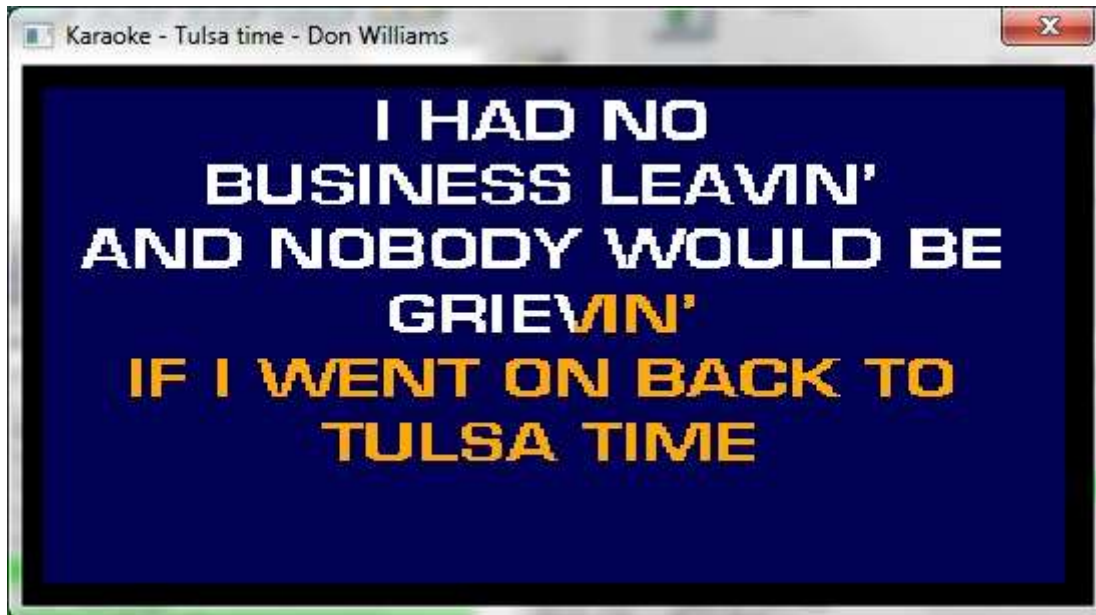 Karaoke - Tulsa time - Don Williams
I HAD NO
BUSINESS LEAVIN'
AND NOBODY WOULD BE
GRIEVIN'
IF I WENT ON BACK TO
TULSA TIME